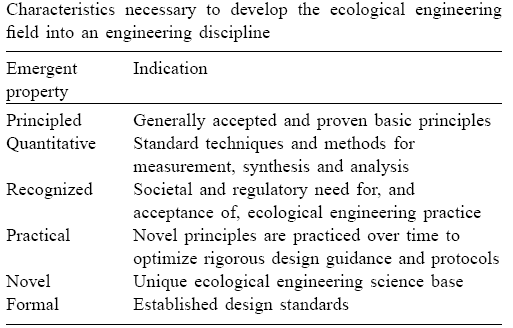 Characteristics necessary to develop the ecological engineering
field into an engineering discipline
Emergent Indication
property
Principled Generally accepted and proven basic principles
Quantitative Standard techniques and methods for
measurement, synthesis and analysis
Recognized Societal and regulatory need for, and
acceptance of, ecological engineering practice
Practical Novel principles are practiced over time to
optimize rigorous design guidance and protocols
Novel Unique ecological engineering science base
Formal Established design standards